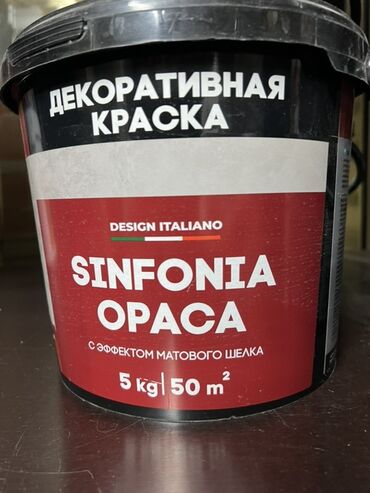 ДЕКОРАТИВНАЯ
КРАСКА
DESIGN ITALIANO
SINFONIA
OPACA
С ЭФФЕКТОМ МАТОВОГО ШЕЛКА
5 kg | 50 m²